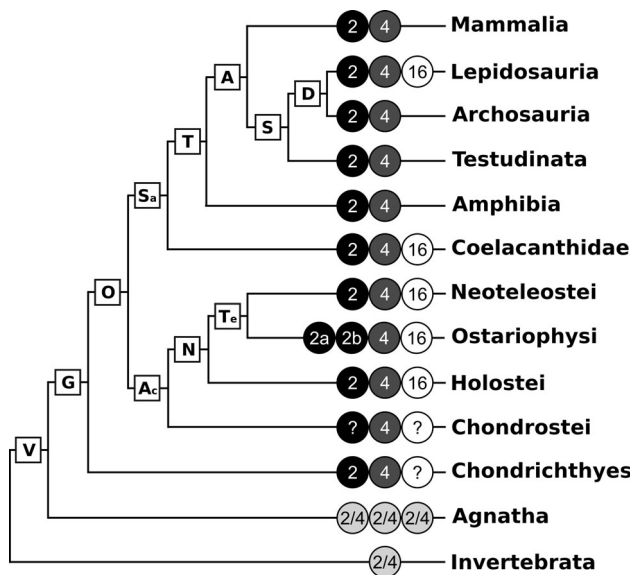 2 4 Mammalia
A
2 4 16 Lepidosauria
D
2 4 Archosauria
S
T
2 4 Testudinata
Sa
2 4 Amphibia
2 4 16 Coelacanthidae
O
2 4 16 Neoteleostei
Te
2a 2b 4 16 Ostariophysi
N
2 4 16 Holostei
G
Ac
? 4 ? Chondrostei
V
2 4 ? Chondrichthyes
2/4 2/4 2/4 Agnatha
2/4 Invertebrata